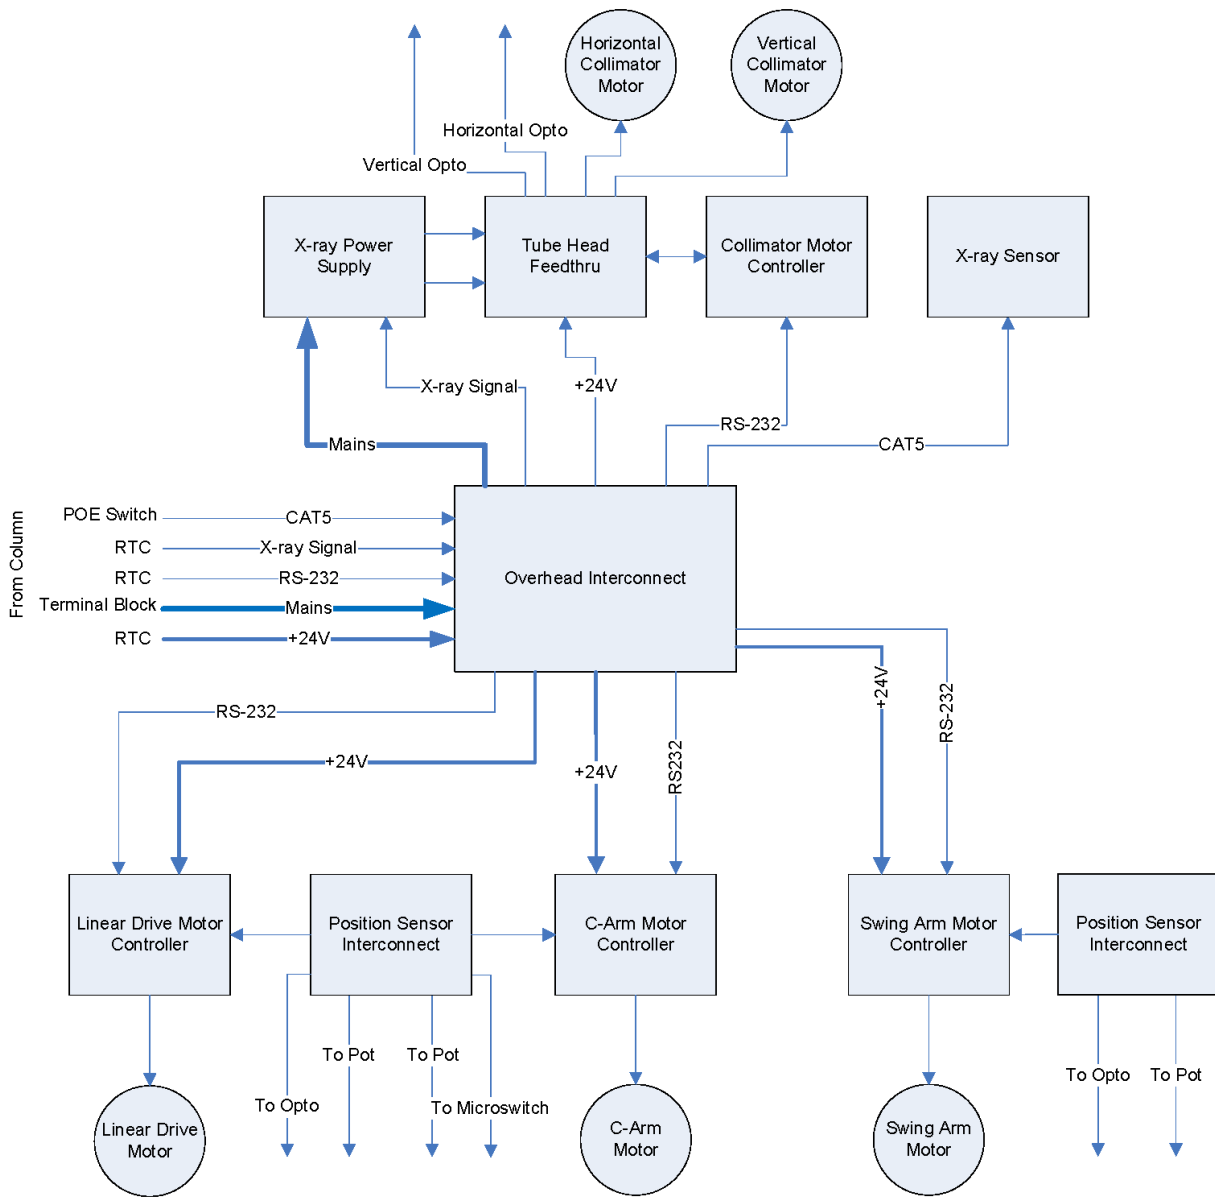 Horizontal
Collimator
Motor
Vertical
Collimator
Motor
Horizontal Opto
Vertical Opto
X-ray Power
Supply
Tube Head
Feedthru
Collimator Motor
Controller
X-ray Sensor
X-ray Signal
+24V
RS-232
Mains
CAT5
From Column
POE Switch
CAT5
RTC
X-ray Signal
RTC
RS-232
Terminal Block
Mains
RTC
+24V
Overhead Interconnect
RS-232
+24V
+24V
RS232
+24V
RS-232
Linear Drive Motor
Controller
Position Sensor
Interconnect
C-Arm Motor
Controller
Swing Arm Motor
Controller
Position Sensor
Interconnect
To Pot
To Pot
To Opto
To Microswitch
To Opto
To Pot
Linear Drive
Motor
C-Arm
Motor
Swing Arm
Motor